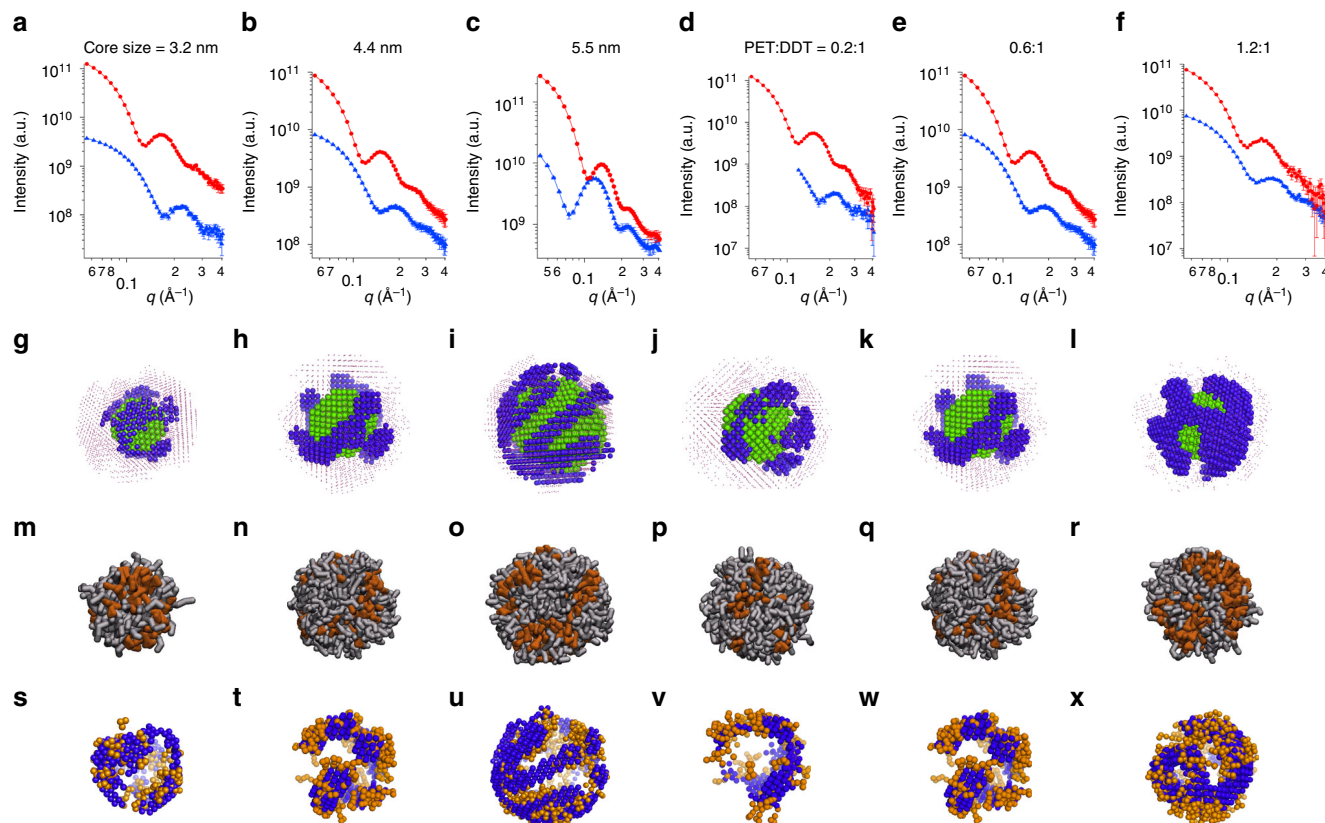 a b c d e f
Core size = 3.2 nm 4.4 nm 5.5 nm PET:DDT = 0.2:1 0.6:1 1.2:1
Intensity (a.u.)
10¹¹
10¹⁰
10⁹
10⁸
6 7 8 2 3 4
0.1
q (Å⁻¹)
Intensity (a.u.)
10¹¹
10¹⁰
10⁹
10⁸
6 7 2 3 4
0.1
q (Å⁻¹)
Intensity (a.u.)
10¹¹
10¹⁰
10⁹
5 6 2 3 4
0.1
q (Å⁻¹)
Intensity (a.u.)
10¹¹
10¹⁰
10⁹
10⁸
10⁷
6 7 2 3 4
0.1
q (Å⁻¹)
Intensity (a.u.)
10¹¹
10¹⁰
10⁹
10⁸
6 7 2 3 4
0.1
q (Å⁻¹)
Intensity (a.u.)
10¹¹
10¹⁰
10⁹
10⁸
10⁷
10⁶
6 7 8 2 3 4
0.1
q (Å⁻¹)
g h i j k l
m n o p q r
s t u v w x